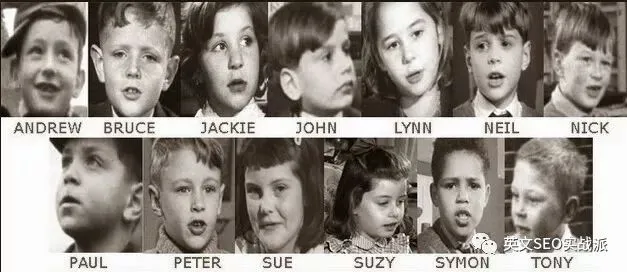 ANDREW BRUCE JACKIE JOHN LYNN NEIL NICK
PAUL PETER SUE SUZY SYMON TONY
英文SEO实战派